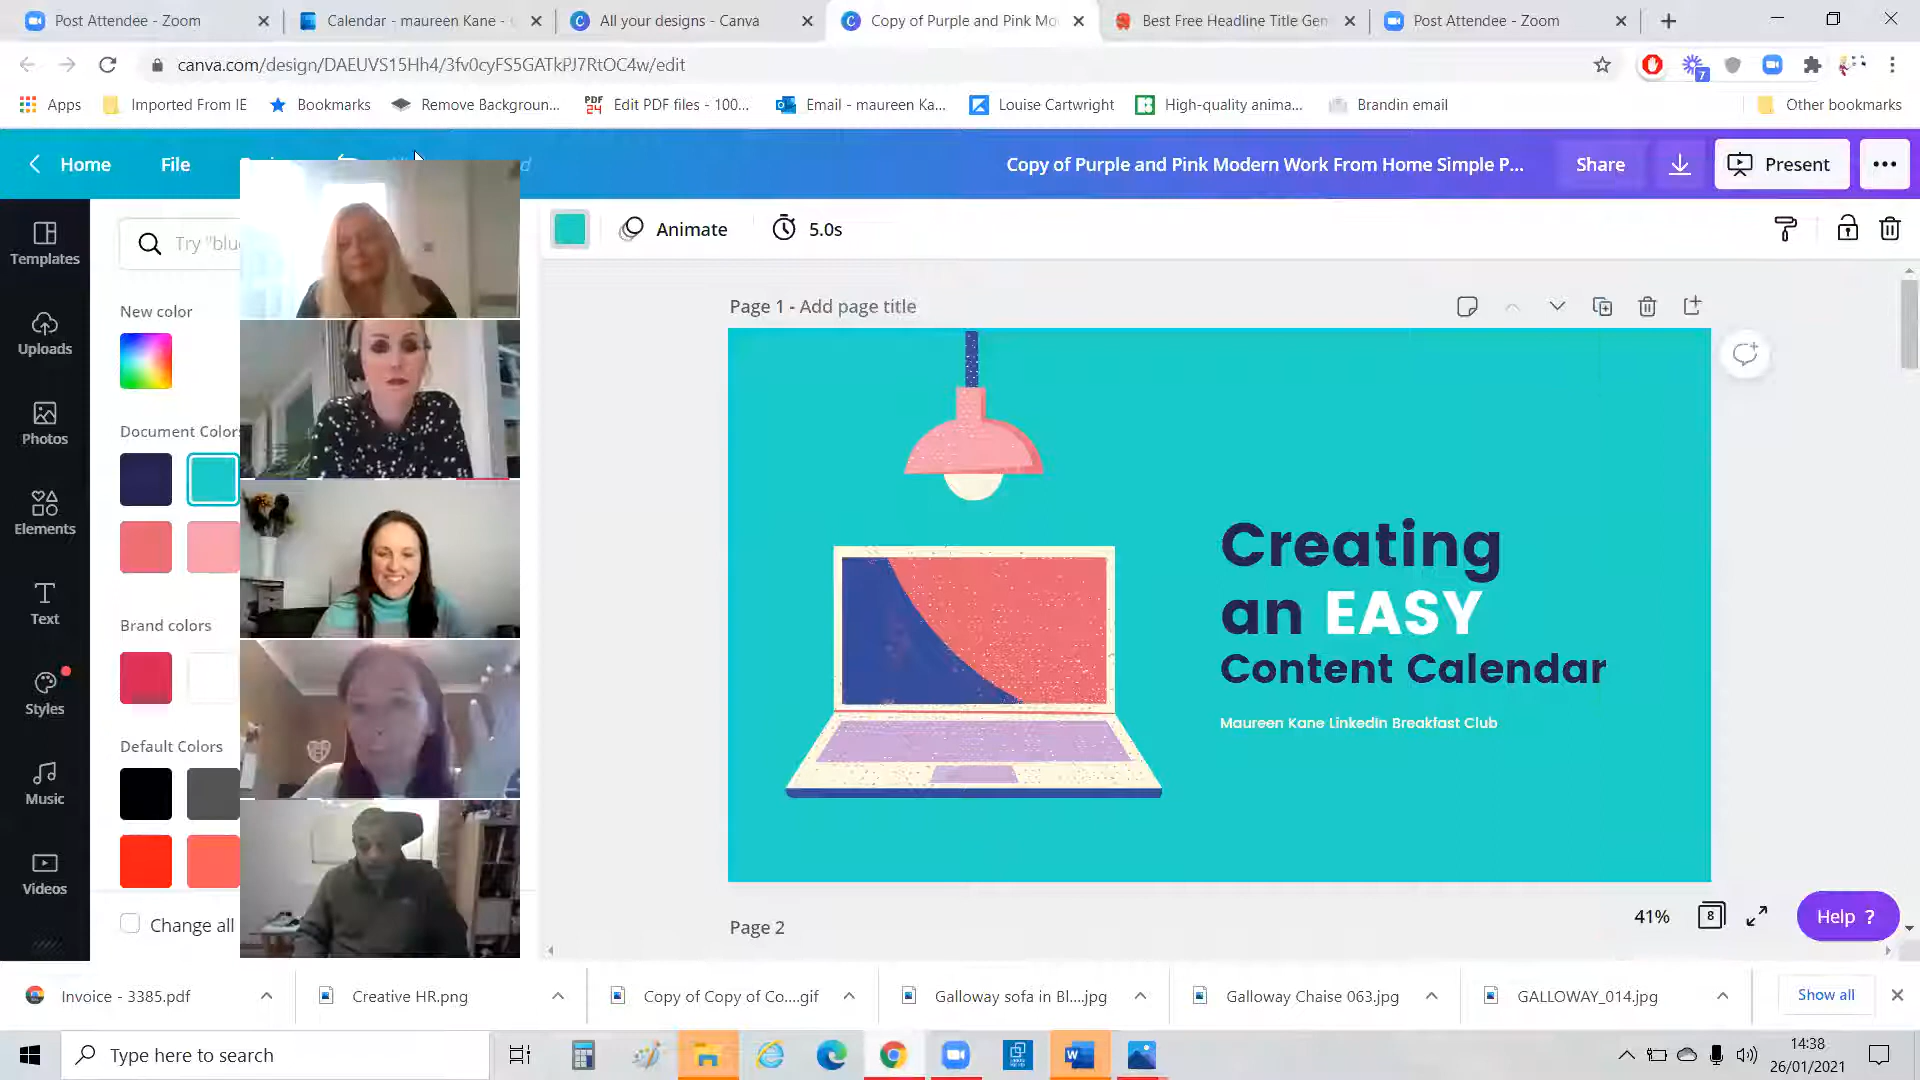 Post Attendee - Zoom
Calendar - maureen Kane -
All your designs - Canva
Copy of Purple and Pink Mo
Best Free Headline Title Gen
Post Attendee - Zoom
canva.com/design/DAEUVS15Hh4/3fv0cyFS5GATkPJ7RtOC4w/edit
7
Apps
Imported From IE
Bookmarks
Remove Backgroun...
PDF 24
Edit PDF files - 100...
Email - maureen Ka...
Louise Cartwright
High-quality anima...
Brandin email
Other bookmarks
Home
File
Copy of Purple and Pink Modern Work From Home Simple P...
Share
Present
Templates
Uploads
Photos
Elements
Text
Styles
Music
Videos
Try "blu
New color
Document Colors
Brand colors
Default Colors
Change all
Animate
5.0s
Page 1 - Add page title
Creating
an EASY
Content Calendar
Maureen Kane LinkedIn Breakfast Club
Page 2
41%
8
Help ?
Invoice - 3385.pdf
Creative HR.png
Copy of Copy of Co....gif
Galloway sofa in Bl....jpg
Galloway Chaise 063.jpg
GALLOWAY_014.jpg
Show all
Type here to search
14:38
26/01/2021